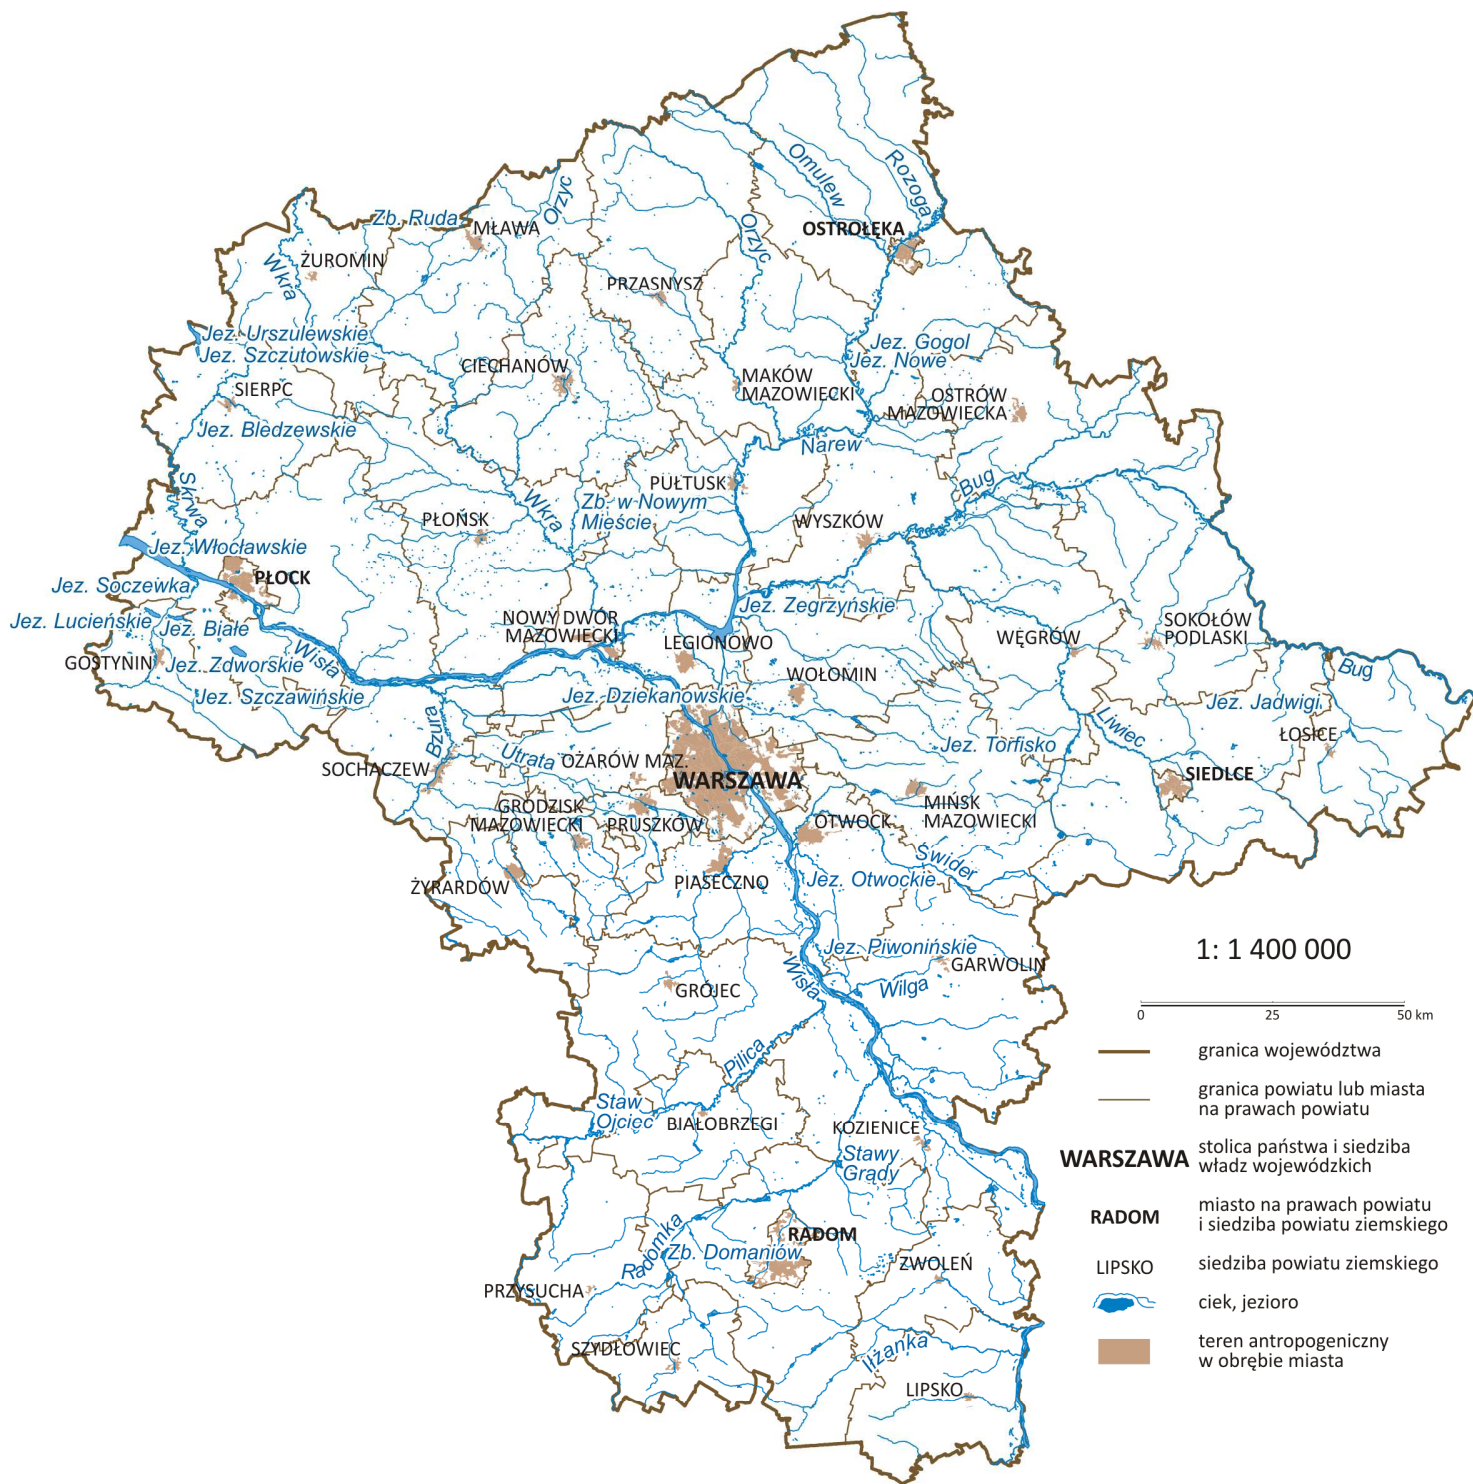 Omulew
Rozoga
Zb. Ruda
MŁAWA
Orzyc
Orzyc
OSTROŁĘKA
ŻUROMIN
Wkra
PRZASNYSZ
Jez. Urszulewskie
Jez. Szczutowskie
Jez. Gogol
Jez. Nowe
CIECHANÓW
MAKÓW
MAZOWIECKI
OSTRÓW
MAZOWIECKA
SIERPC
Jez. Bledzewskie
Narew
Skrwa
PUŁTUSK
Bug
Zb. w Nowym
Mieście
Wkra
PŁOŃSK
WYSZKÓW
Jez. Włocławskie
PŁOCK
Jez. Soczewka
Jez. Zegrzyńskie
Jez. Lucieńskie
Jez. Białe
NOWY DWÓR
MAZOWIECKI
LEGIONOWO
WĘGRÓW
SOKOŁÓW
PODLASKI
GOSTYNIN
Jez. Zdworskie
Wisła
Bug
WOŁOMIN
Jez. Szczawińskie
Jez. Dziekanowskie
Jez. Jadwigi
Liwiec
ŁOSICE
Bzura
Utrata
OŻARÓW MAZ.
Jez. Torfisko
SOCHACZEW
WARSZAWA
SIEDLCE
GRODZISK
MAZOWIECKI
PRUSZKÓW
OTWOCK
MIŃSK
MAZOWIECKI
Świder
ŻYRARDÓW
PIASECZNO
Jez. Otwockie
Jez. Piwonińskie
GARWOLIN
Wisła
Wilga
GRÓJEC
1: 1 400 000
0 25 50 km
Pilica
Staw
Ojciec
BIAŁOBRZEGI
KOZIENICE
Stawy
Grądy
granica województwa
granica powiatu lub miasta
na prawach powiatu
WARSZAWA
stolica państwa i siedziba
władz wojewódzkich
RADOM
miasto na prawach powiatu
i siedziba powiatu ziemskiego
LIPSKO
siedziba powiatu ziemskiego
ciek, jezioro
teren antropogeniczny
w obrębie miasta
Radomka
RADOM
Zb. Domaniów
ZWOLEŃ
PRZYSUCHA
SZYDŁOWIEC
Iłżanka
LIPSKO